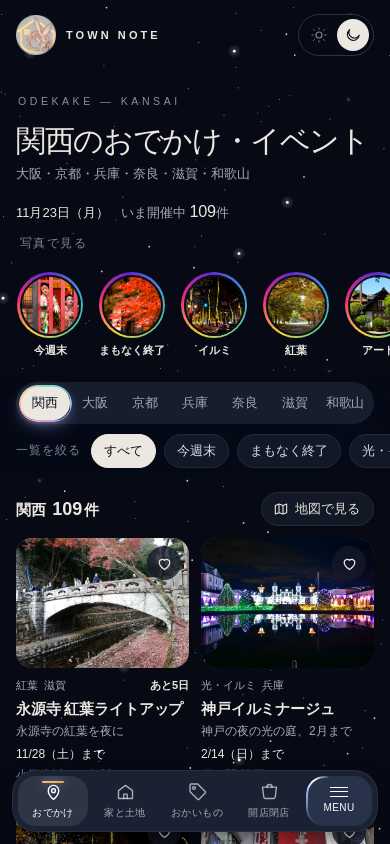 TOWN NOTE
ODEKAKE — KANSAI
関西のおでかけ・イベント
大阪・京都・兵庫・奈良・滋賀・和歌山
11月23日（月） いま開催中 109件
写真で見る
今週末 まもなく終了 イルミ 紅葉 アート
関西 大阪 京都 兵庫 奈良 滋賀 和歌山
一覧を絞る すべて 今週末 まもなく終了 光・
関西 109件 地図で見る
紅葉 滋賀 あと5日
永源寺 紅葉ライトアップ
永源寺の紅葉を夜に
11/28（土）まで
光・イルミ 兵庫
神戸イルミナージュ
神戸の夜の光の庭、2月まで
2/14（日）まで
おでかけ 家と土地 おかいもの 開店閉店 MENU